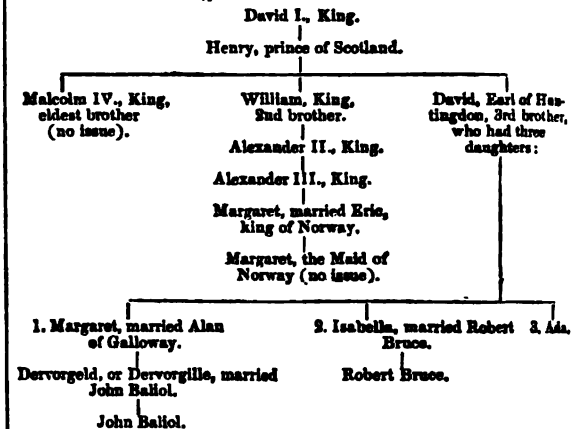 David I., King.
Henry, prince of Scotland.
Malcolm IV., King,
eldest brother
(no issue).
William, King,
2nd brother.
Alexander II., King.
Alexander III., King.
Margaret, married Eric,
king of Norway.
Margaret, the Maid of
Norway (no issue).
David, Earl of Hun-
tingdon, 3rd brother,
who had three
daughters:
1. Margaret, married Alan
of Galloway.
Dervorgeld, or Dervorgille, married
John Baliol.
John Baliol.
2. Isabella, married Robert
Bruce.
Robert Bruce.
3. Ada.